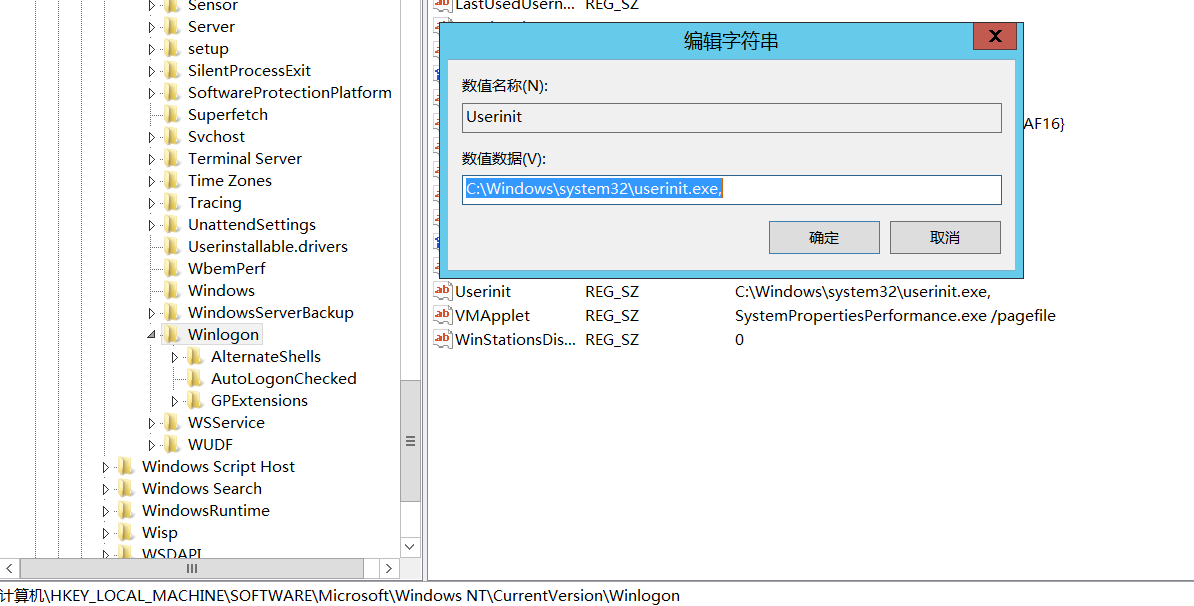 Sensor
Server
setup
SilentProcessExit
SoftwareProtectionPlatform
Superfetch
Svchost
Terminal Server
Time Zones
Tracing
UnattendSettings
Userinstallable.drivers
WbemPerf
Windows
WindowsServerBackup
Winlogon
AlternateShells
AutoLogonChecked
GPExtensions
WSService
WUDF
Windows Script Host
Windows Search
WindowsRuntime
Wisp
WSDAPI
LastUsedUsern... REG_SZ
编辑字符串
数值名称(N):
Userinit
数值数据(V):
C:\Windows\system32\userinit.exe,
确定 取消
AF16}
Userinit REG_SZ C:\Windows\system32\userinit.exe,
VMApplet REG_SZ SystemPropertiesPerformance.exe /pagefile
WinStationsDis... REG_SZ 0
计算机\HKEY_LOCAL_MACHINE\SOFTWARE\Microsoft\Windows NT\CurrentVersion\Winlogon